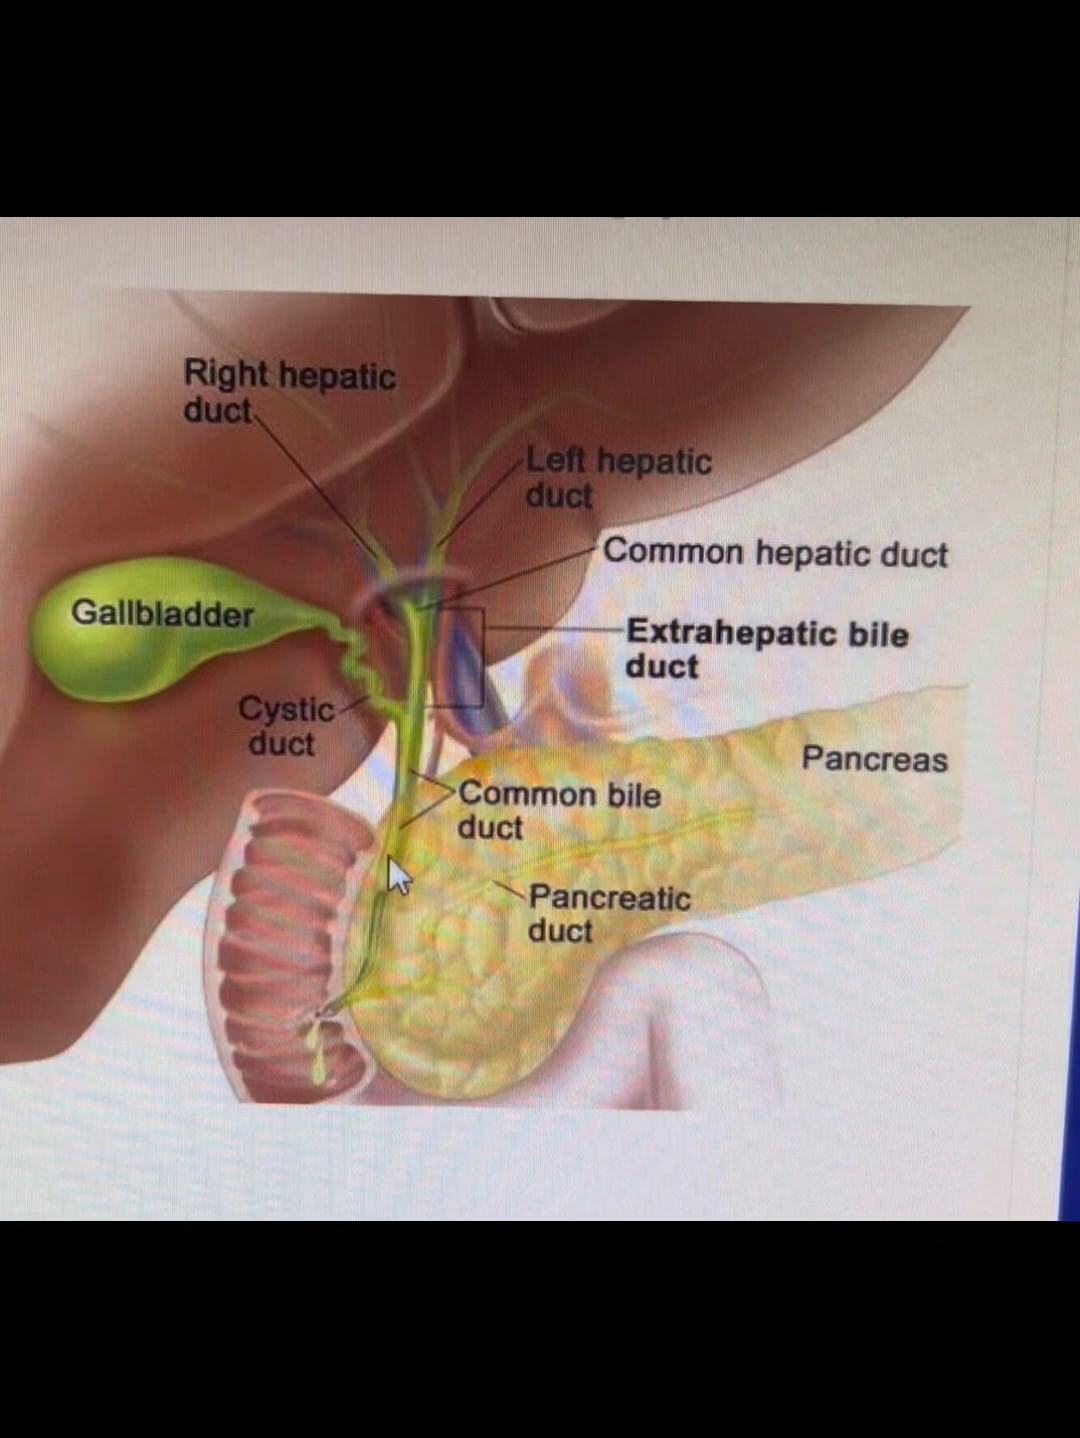 Right hepatic
duct
Left hepatic
duct
Common hepatic duct
Gallbladder
Extrahepatic bile
duct
Cystic
duct
Pancreas
Common bile
duct
Pancreatic
duct